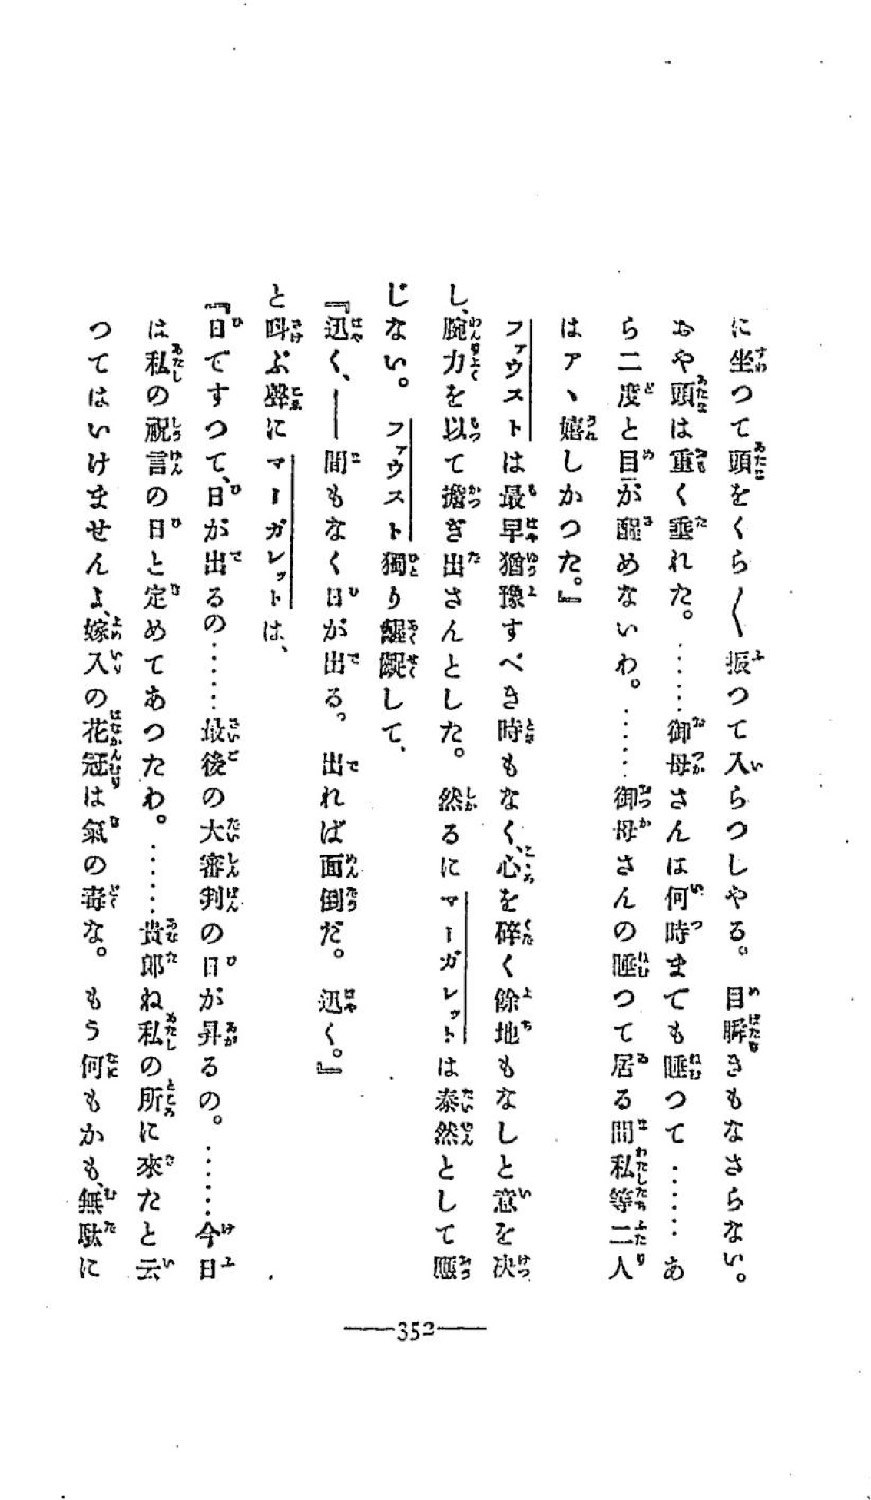 に坐つて頭をくら〱振つて入らつしやる。目瞬きもなさらない。
おや頭は重く垂れた。……御母さんは何時までも睡つて……あ
ら二度と目が醒めないわ。……御母さんの睡つて居る間私等二人
はアヽ嬉しかつた。』
ファウストは最早猶豫すべき時もなく、心を碎く餘地もなしと意を决
し、腕力を以て擔ぎ出さんとした。然るにマーガレットは泰然として應
じない。ファウスト獨り齷齪して、
『迅く、――間もなく日が出る。出れば面倒だ。迅く。』
と叫ぶ聲にマーガレットは、
『日ですつて、日が出るの……最後の大審判の日が昇るの。……今日
は私の祝言の日と定めてあつたわ。……貴郎ね私の所に來たと云
つてはいけませんよ、嫁入の花冠は氣の毒な。もう何もかも、無駄に
――352――